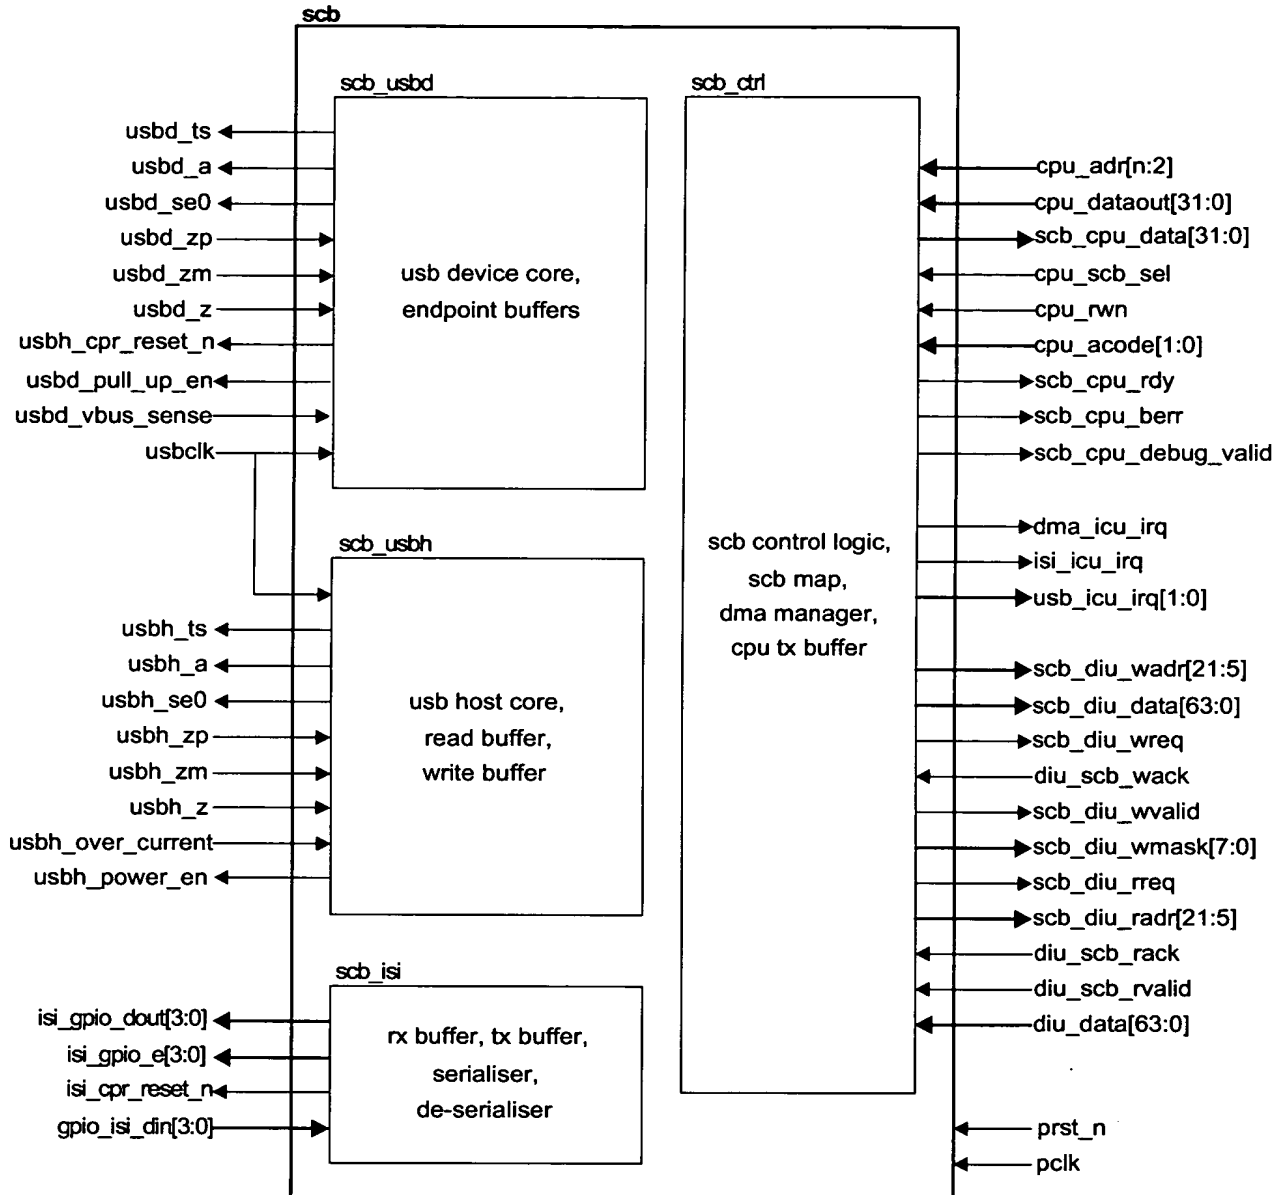 scb
scb_usbd
usbd_ts
usbd_a
usbd_se0
usbd_zp
usbd_zm
usbd_z
usbh_cpr_reset_n
usbd_pull_up_en
usbd_vbus_sense
usbclk
usb device core,
endpoint buffers
scb_usbh
usbh_ts
usbh_a
usbh_se0
usbh_zp
usbh_zm
usbh_z
usbh_over_current
usbh_power_en
usb host core,
read buffer,
write buffer
scb_isi
isi_gpio_dout[3:0]
isi_gpio_e[3:0]
isi_cpr_reset_n
gpio_isi_din[3:0]
rx buffer, tx buffer,
serialiser,
de-serialiser
scb_ctrl
scb control logic,
scb map,
dma manager,
cpu tx buffer
cpu_adr[n:2]
cpu_dataout[31:0]
scb_cpu_data[31:0]
cpu_scb_sel
cpu_rwn
cpu_acode[1:0]
scb_cpu_rdy
scb_cpu_berr
scb_cpu_debug_valid
dma_icu_irq
isi_icu_irq
usb_icu_irq[1:0]
scb_diu_wadr[21:5]
scb_diu_data[63:0]
scb_diu_wreq
diu_scb_wack
scb_diu_wvalid
scb_diu_wmask[7:0]
scb_diu_rreq
scb_diu_radr[21:5]
diu_scb_rack
diu_scb_rvalid
diu_data[63:0]
prst_n
pclk